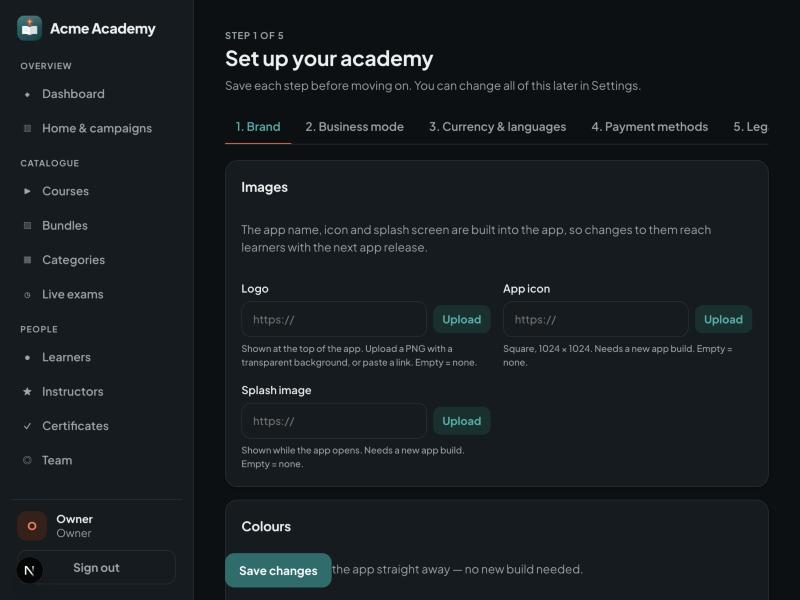 Acme Academy
OVERVIEW
Dashboard
Home & campaigns
CATALOGUE
Courses
Bundles
Categories
Live exams
PEOPLE
Learners
Instructors
Certificates
Team
O
Owner
Owner
N
Sign out
STEP 1 OF 5
Set up your academy
Save each step before moving on. You can change all of this later in Settings.
1. Brand 2. Business mode 3. Currency & languages 4. Payment methods 5. Leg
Images
The app name, icon and splash screen are built into the app, so changes to them reach
learners with the next app release.
Logo
https:// Upload
Shown at the top of the app. Upload a PNG with a
transparent background, or paste a link. Empty = none.
App icon
https:// Upload
Square, 1024 × 1024. Needs a new app build. Empty =
none.
Splash image
https:// Upload
Shown while the app opens. Needs a new app build.
Empty = none.
Colours
Save changes the app straight away — no new build needed.